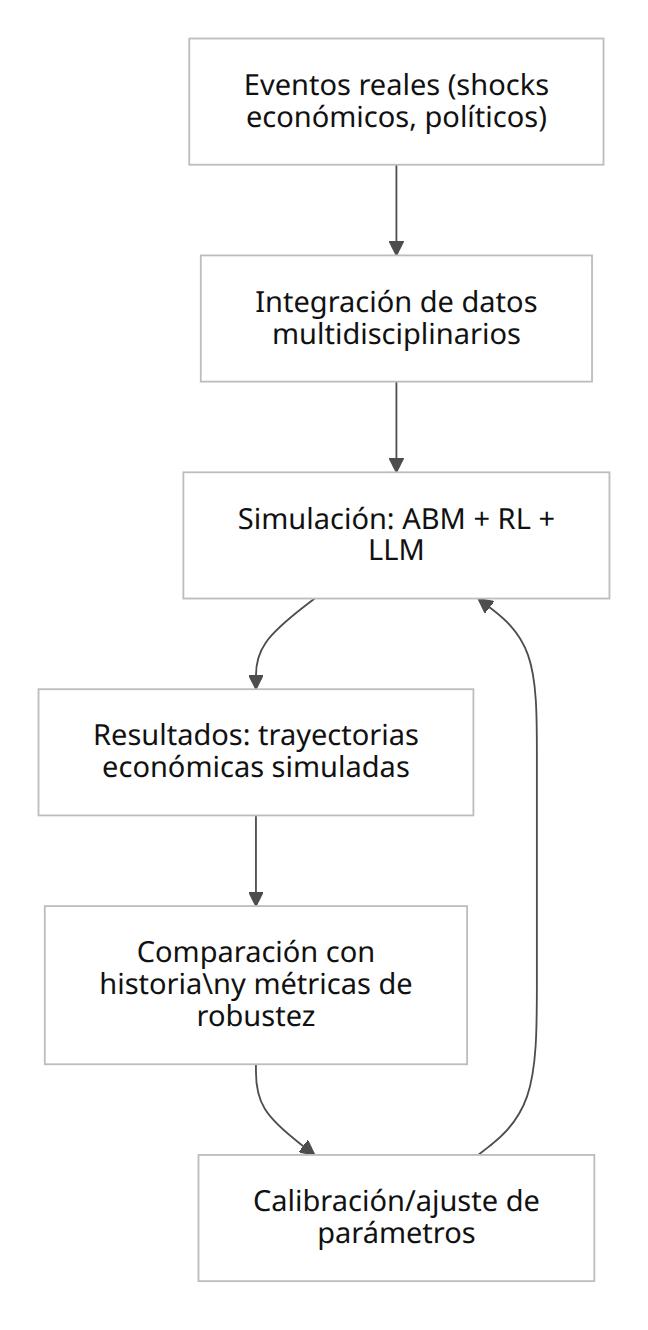 Eventos reales (shocks
económicos, políticos)
Integración de datos
multidisciplinarios
Simulación: ABM + RL +
LLM
Resultados: trayectorias
económicas simuladas
Comparación con
historia\ny métricas de
robustez
Calibración/ajuste de
parámetros